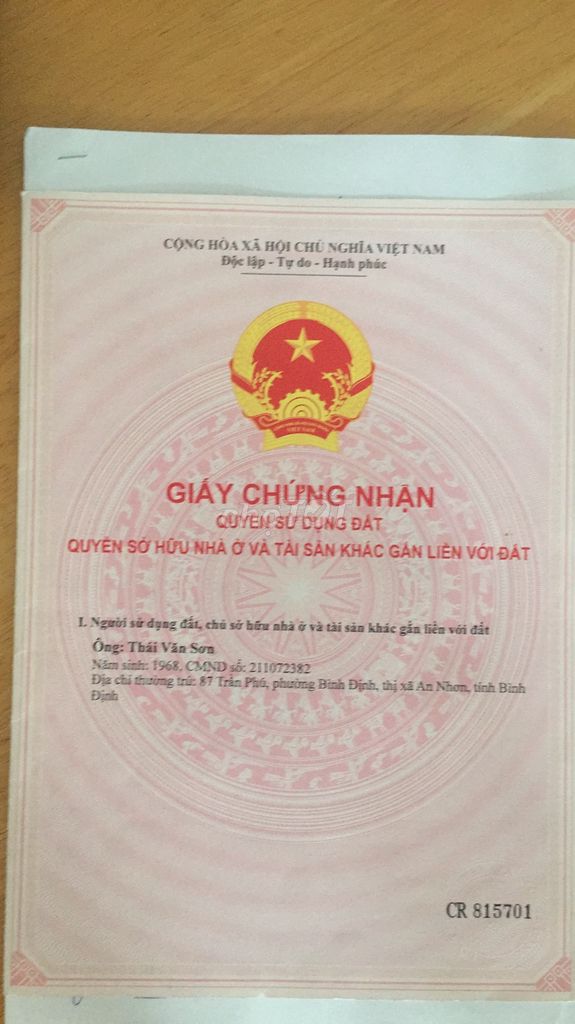 CỘNG HÒA XÃ HỘI CHỦ NGHĨA VIỆT NAM
Độc lập - Tự do - Hạnh phúc
VIỆT NAM
GIẤY CHỨNG NHẬN
QUYỀN SỬ DỤNG ĐẤT
QUYỀN SỞ HỮU NHÀ Ở VÀ TÀI SẢN KHÁC GẮN LIỀN VỚI ĐẤT
I. Người sử dụng đất, chủ sở hữu nhà ở và tài sản khác gắn liền với đất
Ông: Thái Văn Sơn
Năm sinh: 1968, CMND số: 211072382
Địa chỉ thường trú: 87 Trần Phú, phường Bình Định, thị xã An Nhơn, tỉnh Bình
Định
CR 815701